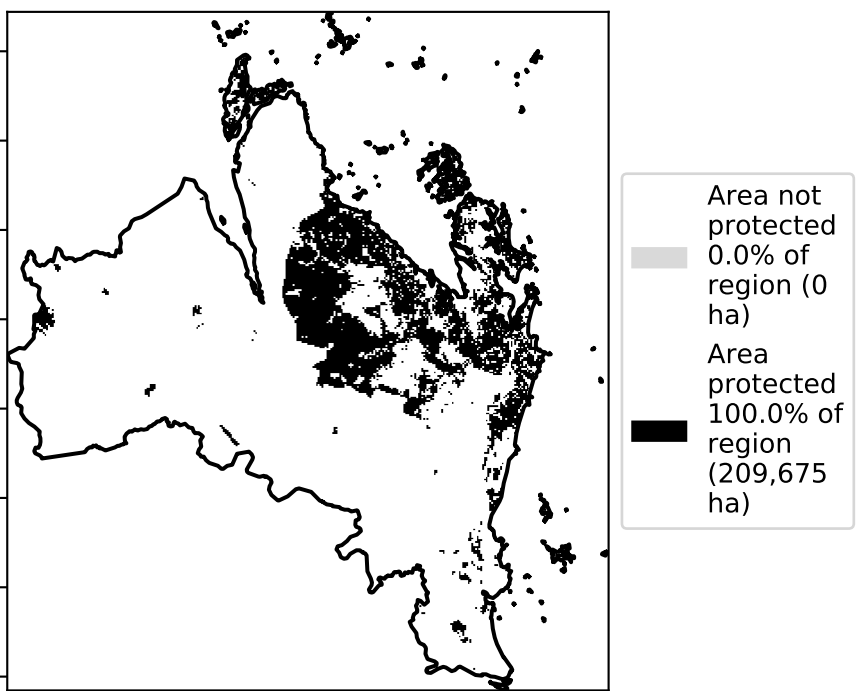 Area not
protected
0.0% of
region (0
ha)
Area
protected
100.0% of
region
(209,675
ha)